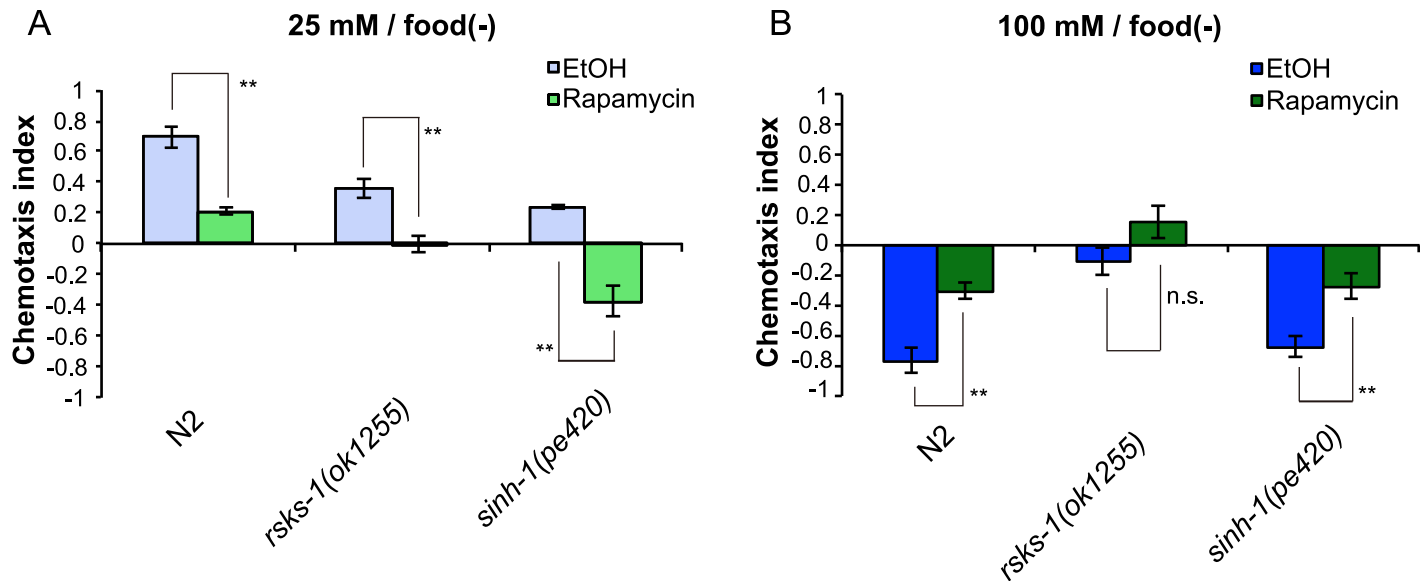 A
25 mM / food(-)
EtOH
Rapamycin
Chemotaxis index
1
0.8
0.6
0.4
0.2
0
-0.2
-0.4
-0.6
-0.8
-1
**
**
**
N2
rsks-1(ok1255)
sinh-1(pe420)
B
100 mM / food(-)
EtOH
Rapamycin
Chemotaxis index
1
0.8
0.6
0.4
0.2
0
-0.2
-0.4
-0.6
-0.8
-1
**
n.s.
**
N2
rsks-1(ok1255)
sinh-1(pe420)